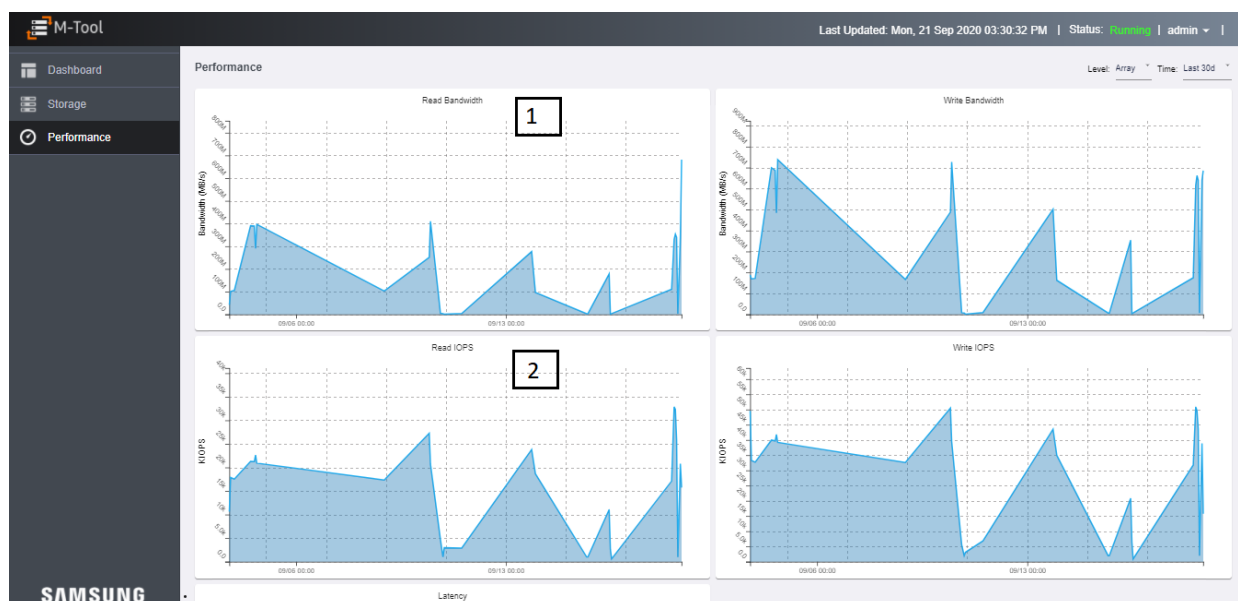 M-Tool
Last Updated: Mon, 21 Sep 2020 03:30:32 PM | Status: Running | admin |
Dashboard
Storage
Performance
Performance
Level: Array Time: Last 30d
Read Bandwidth
1
Bandwidth (MB/s)
800M
700M
600M
500M
400M
300M
200M
100M
0.0
09/06 00:00 09/13 00:00
Write Bandwidth
Bandwidth (MB/s)
900M
800M
700M
600M
500M
400M
300M
200M
100M
0.0
09/06 00:00 09/13 00:00
Read IOPS
2
KIOPS
40k
35k
30k
25k
20k
15k
10k
5.0k
0.0
09/06 00:00 09/13 00:00
Write IOPS
KIOPS
60k
55k
50k
45k
40k
35k
30k
25k
20k
15k
10k
5.0k
0.0
09/06 00:00 09/13 00:00
SAMSUNG
Latency